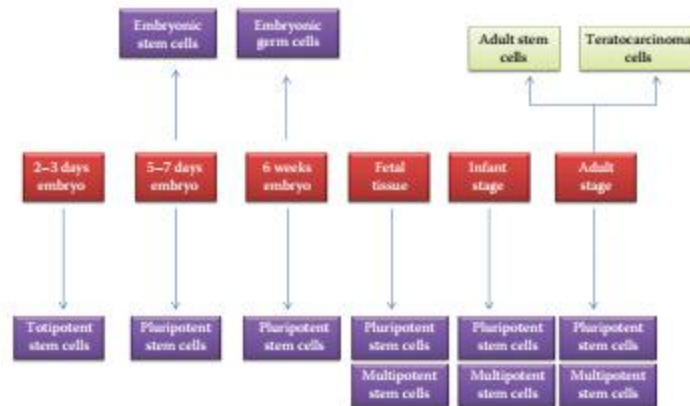 Embryonic
stem cells
Embryonic
germ cells
Adult stem
cells
Teratocarcinoma
cells
2–3 days
embryo
5–7 days
embryo
6 weeks
embryo
Fetal
tissue
Infant
stage
Adult
stage
Totipotent
stem cells
Pluripotent
stem cells
Pluripotent
stem cells
Pluripotent
stem cells
Pluripotent
stem cells
Pluripotent
stem cells
Multipotent
stem cells
Multipotent
stem cells
Multipotent
stem cells